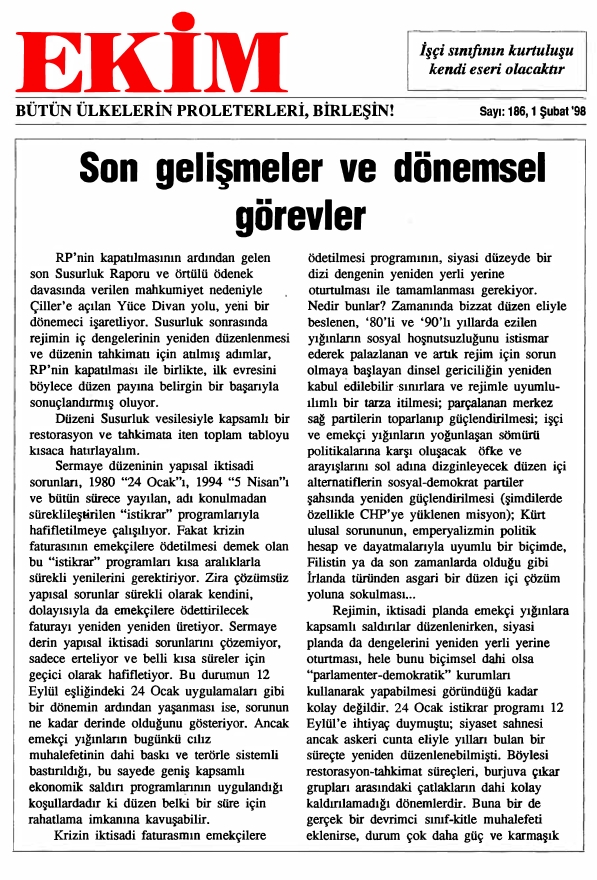 EKİM
İşçi sınıfının kurtuluşu
kendi eseri olacaktır
BÜTÜN ÜLKELERİN PROLETERLERİ, BİRLEŞİN!
Sayı: 186, 1 Şubat '98
Son gelişmeler ve dönemsel
görevler
RP'nin kapatılmasının ardından gelen
son Susurluk Raporu ve örtülü ödenek
davasında verilen mahkumiyet nedeniyle
Çiller'e açılan Yüce Divan yolu, yeni bir
dönemeci işaretliyor. Susurluk sonrasında
rejimin iç dengelerinin yeniden düzenlenmesi
ve düzenin tahkimatı için atılmış adımlar,
RP'nin kapatılması ile birlikte, ilk evresini
böylece düzen payına belirgin bir başarıyla
sonuçlandırmış oluyor.
Düzeni Susurluk vesilesiyle kapsamlı bir
restorasyon ve tahkimata iten toplam tabloyu
kısaca hatırlayalım.
Sermaye düzeninin yapısal iktisadi
sorunları, 1980 "24 Ocak"ı, 1994 "5 Nisan"ı
ve bütün sürece yayılan, adı konulmadan
süreklileştirilen "istikrar" programlarıyla
hafifletilmeye çalışılıyor. Fakat krizin
faturasının emekçilere ödetilmesi demek olan
bu "istikrar" programları kısa aralıklarla
sürekli yenilerini gerektiriyor. Zira çözümsüz
yapısal sorunlar sürekli olarak kendini,
dolayısıyla da emekçilere ödettirilecek
faturayı yeniden yeniden üretiyor. Sermaye
derin yapısal iktisadi sorunlarını çözemiyor,
sadece erteliyor ve belli kısa süreler için
geçici olarak hafifletiyor. Bu durumun 12
Eylül eşliğindeki 24 Ocak uygulamaları gibi
bir dönemin ardından yaşanması ise, sorunun
ne kadar derinde olduğunu gösteriyor. Ancak
emekçi yığınların bugünkü cılız
muhalefetinin dahi baskı ve terörle sistemli
bastırıldığı, bu sayede geniş kapsamlı
ekonomik saldırı programlarının uygulandığı
koşullardadır ki düzen belki bir süre için
rahatlama imkanına kavuşabilir.
Krizin iktisadi faturasının emekçilere
ödetilmesi programının, siyasi düzeyde bir
dizi dengenin yeniden yerli yerine
oturtulması ile tamamlanması gerekiyor.
Nedir bunlar? Zamanında bizzat düzen eliyle
beslenen, '80'li ve '90'lı yıllarda ezilen
yığınların sosyal hoşnutsuzluğunu istismar
ederek palazlanan ve artık rejim için sorun
olmaya başlayan dinsel gericiliğin yeniden
kabul edilebilir sınırlara ve rejimle uyumlu-
ılımlı bir tarza itilmesi; parçalanan merkez
sağ partilerin toparlanıp güçlendirilmesi; işçi
ve emekçi yığınların yoğunlaşan sömürü
politikalarına karşı oluşacak öfke ve
arayışlarını sol adına dizginleyecek düzen içi
alternatiflerin sosyal-demokrat partiler
şahsında yeniden güçlendirilmesi (şimdilerde
özellikle CHP'ye yüklenen misyon); Kürt
ulusal sorununun, emperyalizmin politik
hesap ve dayatmalarıyla uyumlu bir biçimde,
Filistin ya da son zamanlarda olduğu gibi
İrlanda türünden asgari bir düzen içi çözüm
yoluna sokulması...
Rejimin, iktisadi planda emekçi yığınlara
kapsamlı saldırılar düzenlenirken, siyasi
planda da dengelerini yeniden yerli yerine
oturtması, hele bunu biçimsel dahi olsa
"parlamenter-demokratik" kurumları
kullanarak yapabilmesi göründüğü kadar
kolay değildir. 24 Ocak istikrar programı 12
Eylül'e ihtiyaç duymuştu; siyaset sahnesi
ancak askeri cunta eliyle yılları bulan bir
süreçte yeniden düzenlenebilmişti. Böylesi
restorasyon-tahkimat süreçleri, burjuva çıkar
grupları arasındaki çatlakların dahi kolay
kaldırılamadığı dönemlerdir. Buna bir de
gerçek bir devrimci sınıf-kitle muhalefeti
eklenirse, durum çok daha güç ve karmaşık